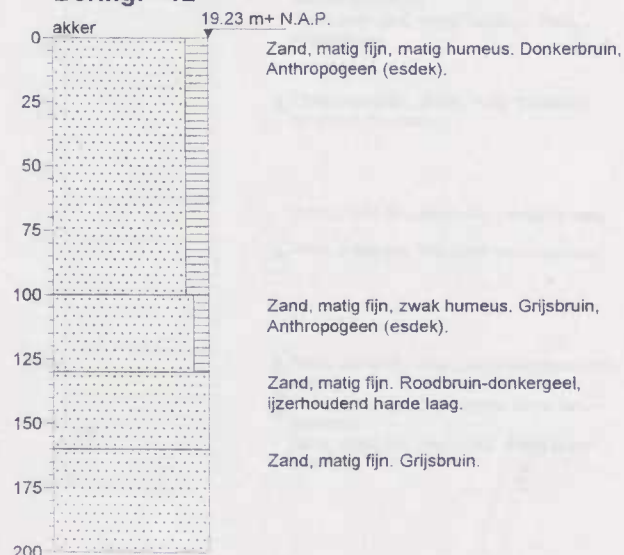 19.23 m+ N.A.P.
akker
0
Zand, matig fijn, matig humeus. Donkerbruin,
Anthropogeen (esdek).
25
50
75
100
Zand, matig fijn, zwak humeus. Grijsbruin,
Anthropogeen (esdek).
125
Zand, matig fijn. Roodbruin-donkergeel,
ijzerhoudend harde laag.
150
Zand, matig fijn. Grijsbruin.
175
200